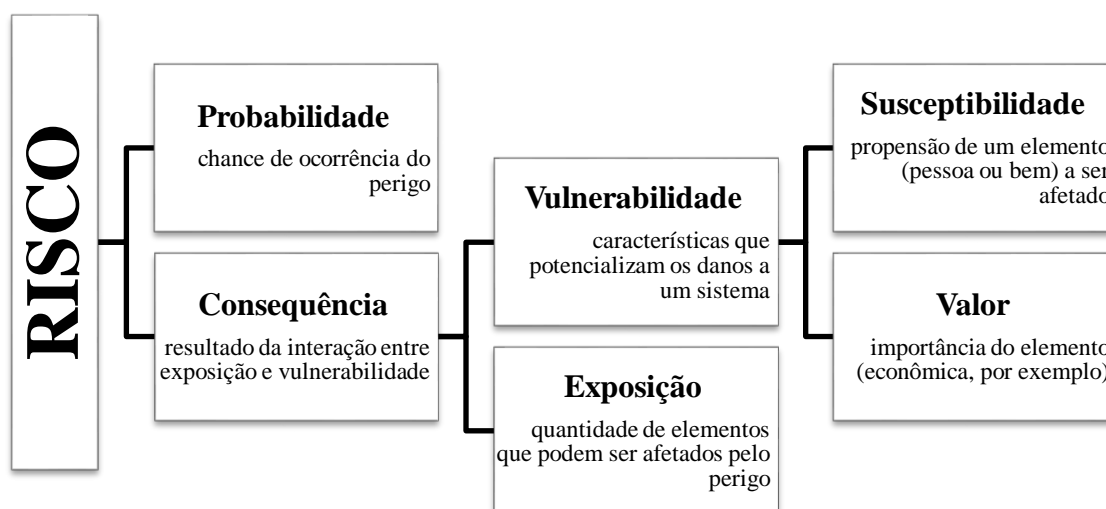 RISCO
Probabilidade
chance de ocorrência do
perigo
Consequência
resultado da interação entre
exposição e vulnerabilidade
Vulnerabilidade
características que
potencializam os danos a
um sistema
Exposição
quantidade de elementos
que podem ser afetados pelo
perigo
Susceptibilidade
propensão de um elemento
(pessoa ou bem) a ser
afetado
Valor
importância do elemento
(econômica, por exemplo)